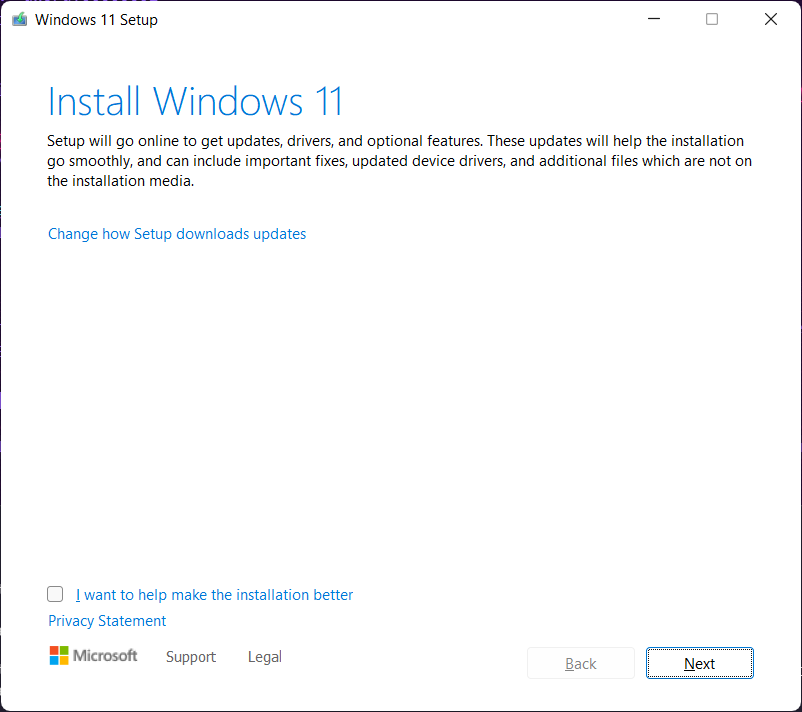 Windows 11 Setup
Install Windows 11
Setup will go online to get updates, drivers, and optional features. These updates will help the installation
go smoothly, and can include important fixes, updated device drivers, and additional files which are not on
the installation media.
Change how Setup downloads updates
I want to help make the installation better
Privacy Statement
Microsoft Support Legal
Back Next